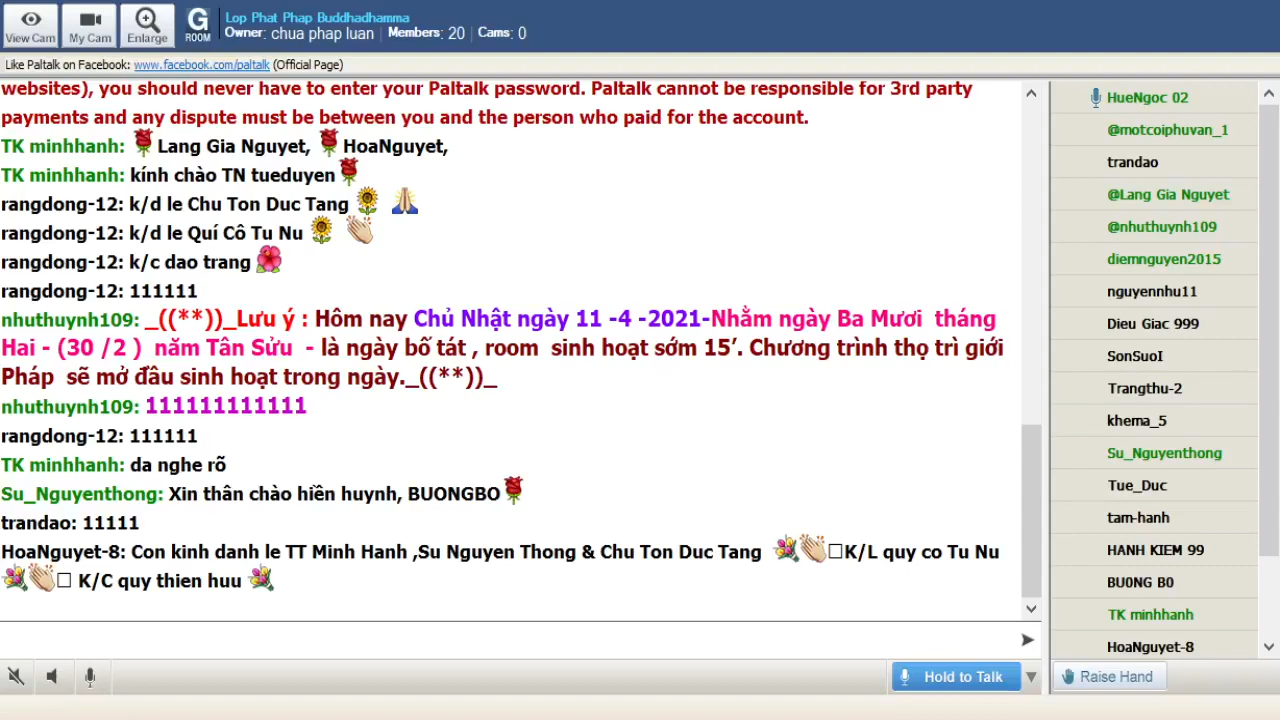 View Cam
My Cam
Enlarge
G
ROOM
Lop Phat Phap Buddhadhamma
Owner: chua phap luan | Members: 20 | Cams: 0
Like Paltalk on Facebook: www.facebook.com/paltalk (Official Page)
websites), you should never have to enter your Paltalk password. Paltalk cannot be responsible for 3rd party
payments and any dispute must be between you and the person who paid for the account.
TK minhhanh: Lang Gia Nguyet, HoaNguyet,
TK minhhanh: kính chào TN tueduyen
rangdong-12: k/d le Chu Ton Duc Tang
rangdong-12: k/d le Quí Cô Tu Nu
rangdong-12: k/c dao trang
rangdong-12: 111111
nhuthuynh109: _((**))_Lưu ý : Hôm nay Chủ Nhật ngày 11 -4 -2021-Nhằm ngày Ba Mươi tháng
Hai - (30 /2 ) năm Tân Sửu - là ngày bố tát , room sinh hoạt sớm 15’. Chương trình thọ trì giới
Pháp sẽ mở đầu sinh hoạt trong ngày._((**))_
nhuthuynh109: 111111111111
rangdong-12: 111111
TK minhhanh: da nghe rõ
Su_Nguyenthong: Xin thân chào hiền huynh, BUONGBO
trandao: 11111
HoaNguyet-8: Con kinh danh le TT Minh Hanh ,Su Nguyen Thong & Chu Ton Duc Tang K/L quy co Tu Nu
K/C quy thien huu
Hold to Talk
HueNgoc 02
@motcoiphuvan_1
trandao
@Lang Gia Nguyet
@nhuthuynh109
diemnguyen2015
nguyennhu11
Dieu Giac 999
SonSuoI
Trangthu-2
khema_5
Su_Nguyenthong
Tue_Duc
tam-hanh
HANH KIEM 99
BU0NG B0
TK minhhanh
HoaNguyet-8
Raise Hand